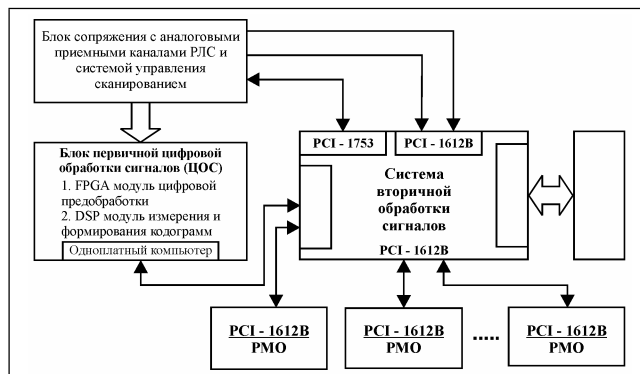 Блок сопряжения с аналоговыми
приемными каналами РЛС и
системой управления
сканированием
Блок первичной цифровой
обработки сигналов (ЦОС)
1. FPGA модуль цифровой
предобработки
2. DSP модуль измерения и
формирования кодограмм
Одноплатный компьютер
PCI - 1753
PCI - 1612B
Система
вторичной
обработки
сигналов
PCI - 1612B
PCI - 1612B
РМО
PCI - 1612B
РМО
.....
PCI - 1612B
РМО